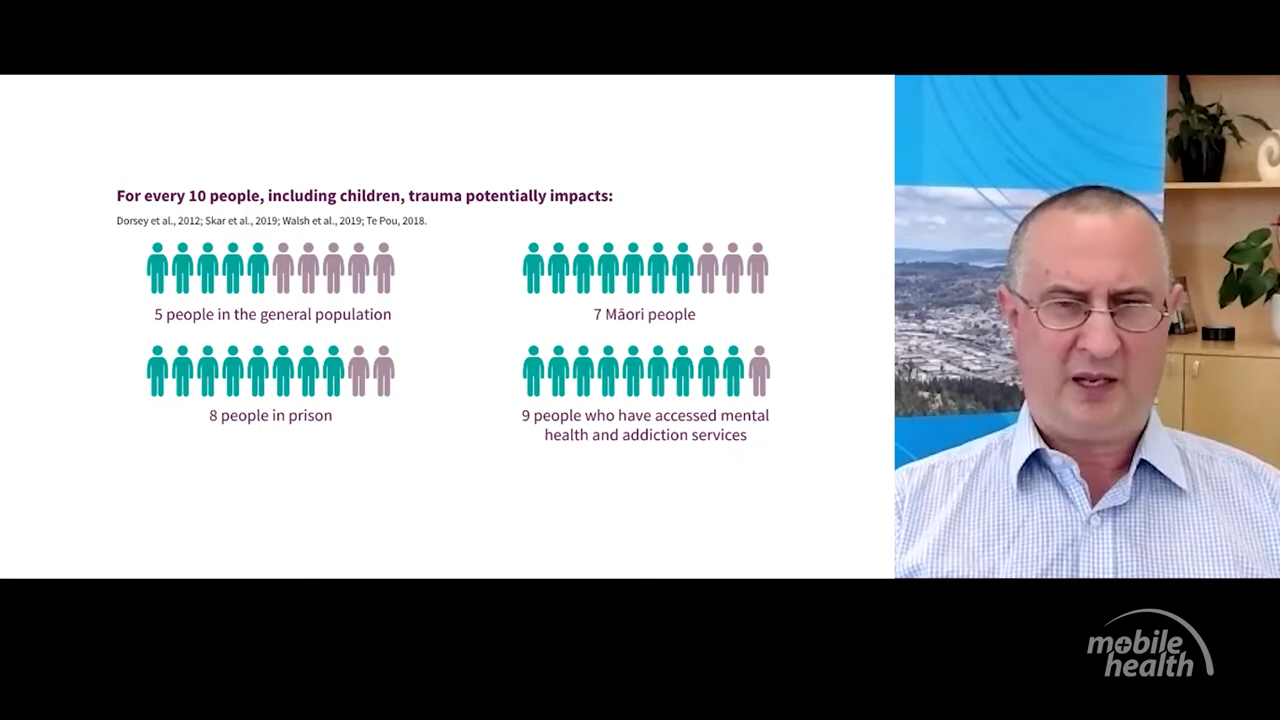 For every 10 people, including children, trauma potentially impacts:
Dorsey et al., 2012; Skar et al., 2019; Walsh et al., 2019; Te Pou, 2018.
5 people in the general population
7 Māori people
8 people in prison
9 people who have accessed mental
health and addiction services
mobile
health